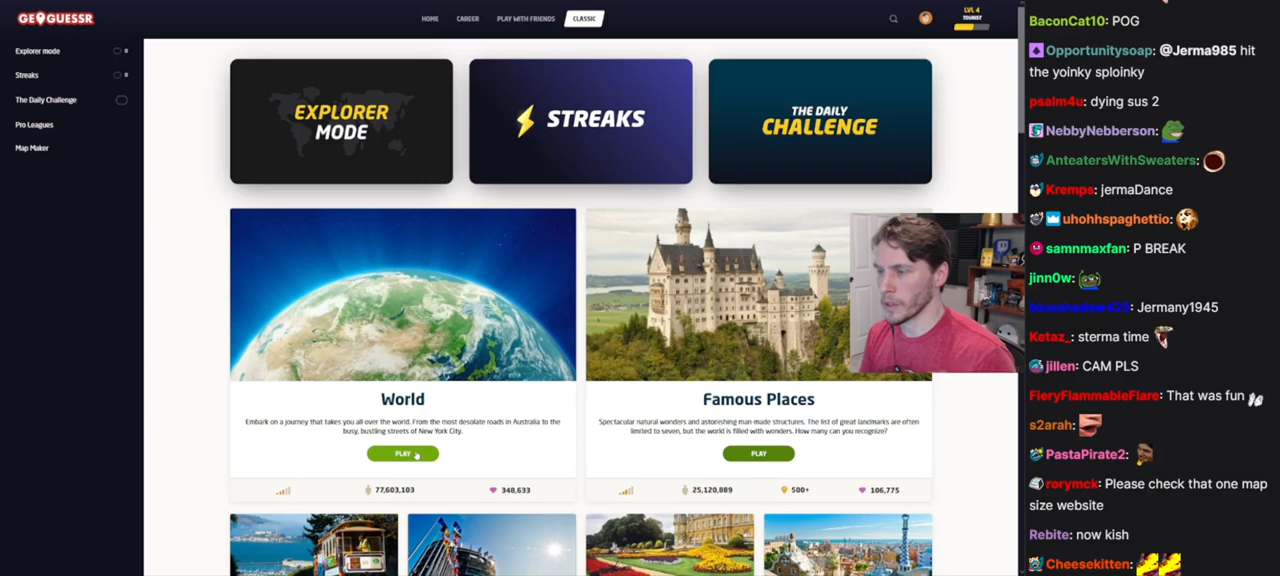 GEOGUESSR
HOME
CAREER
PLAY WITH FRIENDS
CLASSIC
LVL 4
TOURIST
Explorer mode
0
Streaks
0
The Daily Challenge
Pro Leagues
Map Maker
EXPLORER
MODE
STREAKS
THE DAILY
CHALLENGE
World
Embark on a journey that takes you all over the world. From the most desolate roads in Australia to the
busy, bustling streets of New York City.
PLAY
77,603,103
348,633
Famous Places
Spectacular natural wonders and astonishing man-made structures. The list of great landmarks are often
limited to seven, but the world is filled with wonders. How many can you recognize?
PLAY
25,120,889
500+
106,775
BaconCat10: POG
Opportunitysoap: @Jerma985 hit
the yoinky sploinky
psalm4u: dying sus 2
NebbyNebberson:
AnteatersWithSweaters:
Kremps: jermaDance
uhohhspaghettio:
samnmaxfan: P BREAK
jinn0w:
blueshadow425: Jermany1945
Ketaz_: sterma time
jillen: CAM PLS
FieryFlammableFlare: That was fun
s2arah:
PastaPirate2:
rorymck: Please check that one map
size website
Rebite: now kish
Cheesekitten: